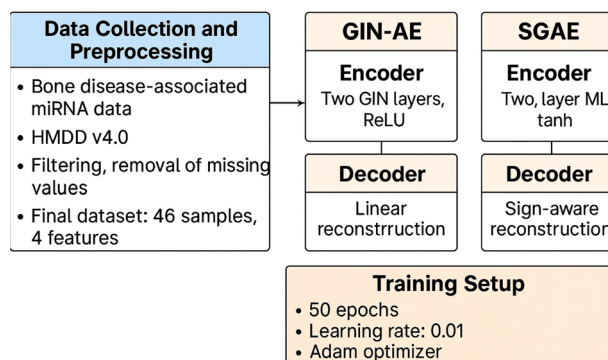 Data Collection and
Preprocessing
• Bone disease-associated
miRNA data
• HMDD v4.0
• Filtering, removal of missing
values
• Final dataset: 46 samples,
4 features
GIN-AE
Encoder
Two GIN layers,
ReLU
Decoder
Linear
reconstrruction
SGAE
Encoder
Two, layer ML
tanh
Decoder
Sign-aware
reconstruction
Training Setup
• 50 epochs
• Learning rate: 0.01
• Adam optimizer